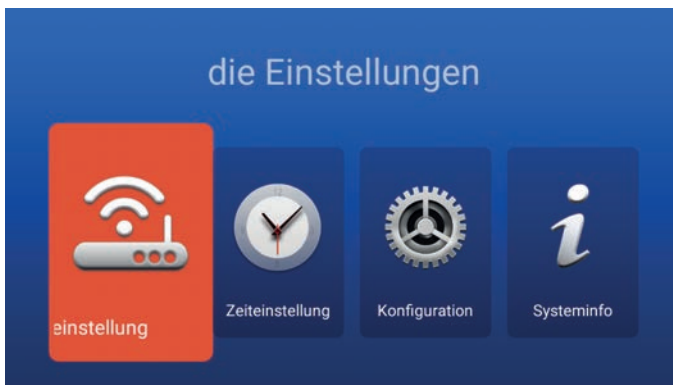 die Einstellungen
einstellung
Zeiteinstellung
Konfiguration
Systeminfo